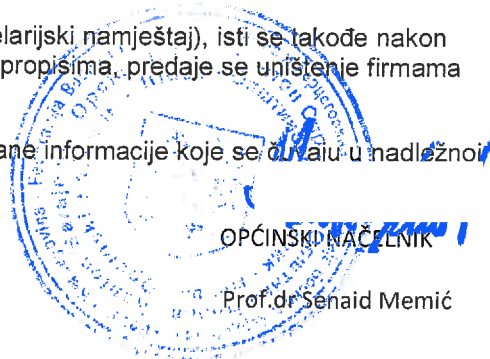 elarijski namještaj), isti se takođe nakon
propisima, predaje se uništenje firmama
ane informacije koje se čuvaju u nadležnoj
OPĆINSKI NAČELNIK
Prof.dr Senaid Memić